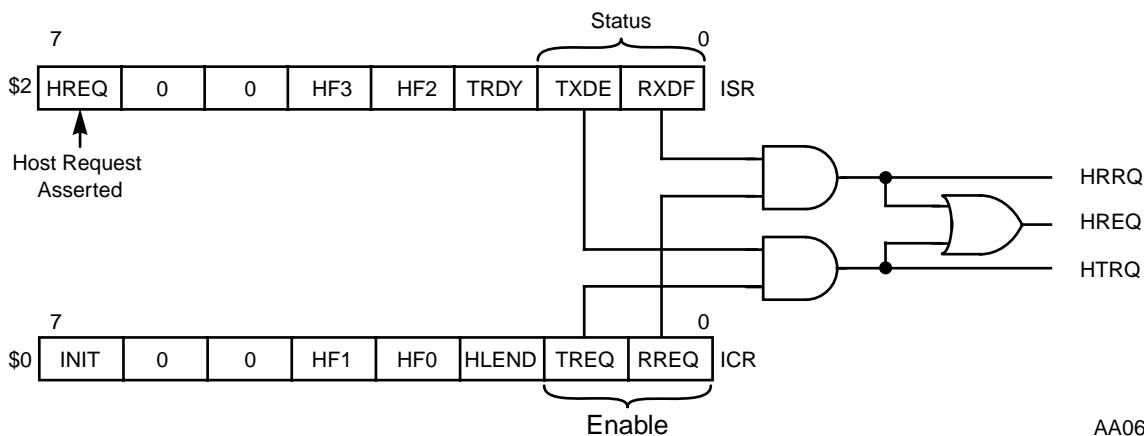 Status
7 0
$2 HREQ 0 0 HF3 HF2 TRDY TXDE RXDF ISR
Host Request
Asserted
HRRQ
HREQ
HTRQ
7 0
$0 INIT 0 0 HF1 HF0 HLEND TREQ RREQ ICR
Enable
AA06